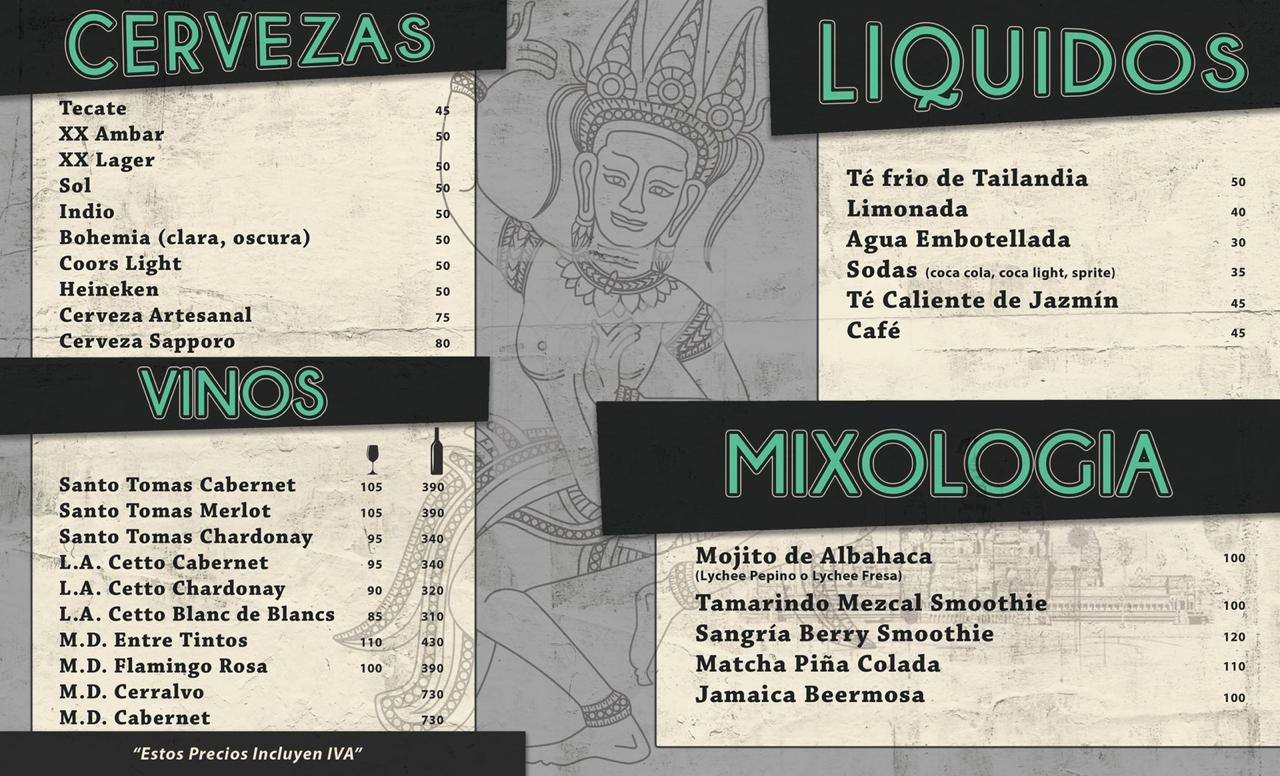 CERVEZAS
Tecate 45
XX Ambar 50
XX Lager 50
Sol 50
Indio 50
Bohemia (clara, oscura) 50
Coors Light 50
Heineken 50
Cerveza Artesanal 75
Cerveza Sapporo 80
VINOS
Santo Tomas Cabernet 105 390
Santo Tomas Merlot 105 390
Santo Tomas Chardonay 95 340
L.A. Cetto Cabernet 95 340
L.A. Cetto Chardonay 90 320
L.A. Cetto Blanc de Blancs 85 310
M.D. Entre Tintos 110 430
M.D. Flamingo Rosa 100 390
M.D. Cerralvo 730
M.D. Cabernet 730
“Estos Precios Incluyen IVA”
LIQUIDOS
Té frio de Tailandia 50
Limonada 40
Agua Embotellada 30
Sodas (coca cola, coca light, sprite) 35
Té Caliente de Jazmín 45
Café 45
MIXOLOGIA
Mojito de Albahaca 100
(Lychee Pepino o Lychee Fresa)
Tamarindo Mezcal Smoothie 100
Sangría Berry Smoothie 120
Matcha Piña Colada 110
Jamaica Beermosa 100